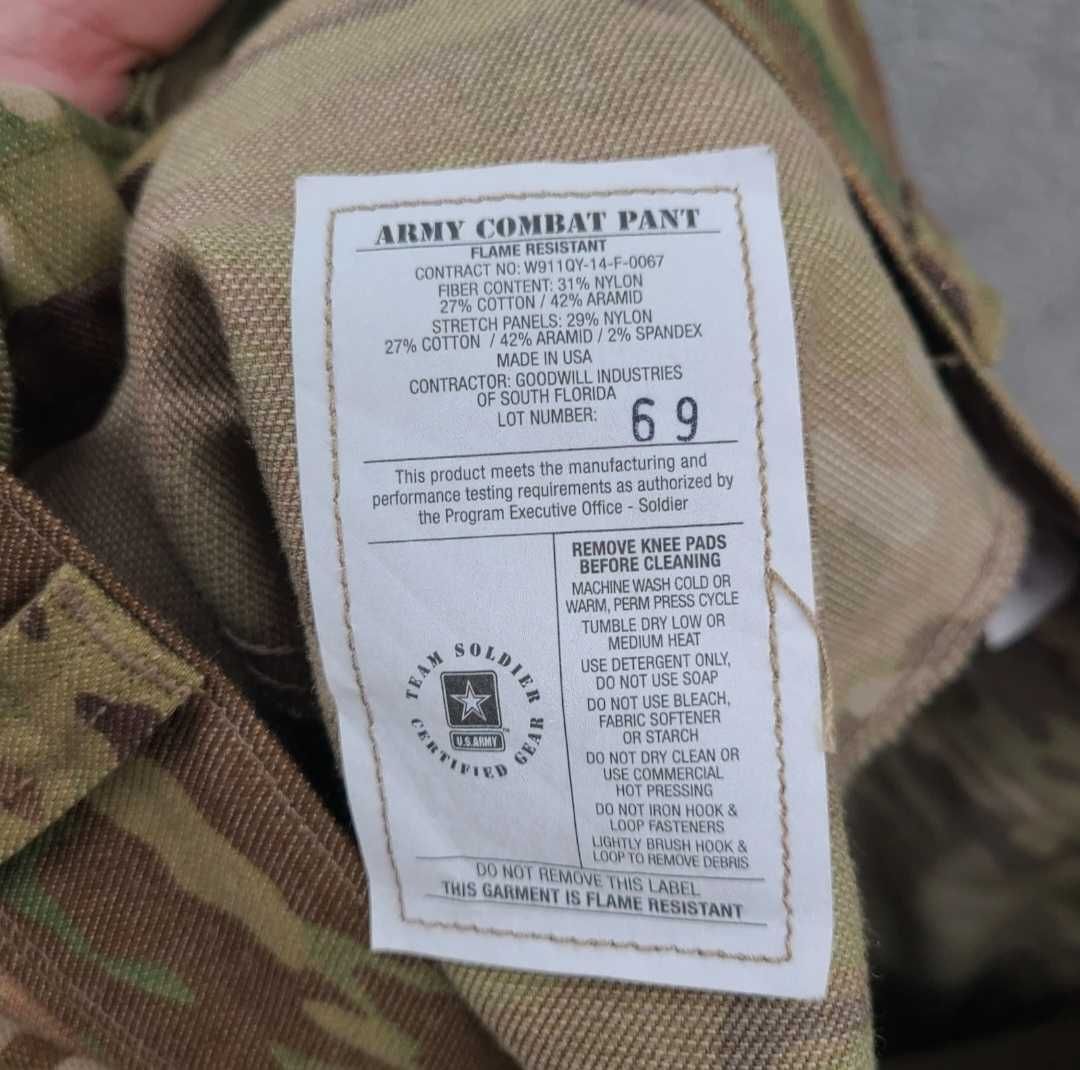 ARMY COMBAT PANT
FLAME RESISTANT
CONTRACT NO: W911QY-14-F-0067
FIBER CONTENT: 31% NYLON
27% COTTON / 42% ARAMID
STRETCH PANELS: 29% NYLON
27% COTTON / 42% ARAMID / 2% SPANDEX
MADE IN USA
CONTRACTOR: GOODWILL INDUSTRIES
OF SOUTH FLORIDA
LOT NUMBER: 69
This product meets the manufacturing and
performance testing requirements as authorized by
the Program Executive Office - Soldier
TEAM SOLDIER
U.S.ARMY
CERTIFIED GEAR
REMOVE KNEE PADS
BEFORE CLEANING
MACHINE WASH COLD OR
WARM, PERM PRESS CYCLE
TUMBLE DRY LOW OR
MEDIUM HEAT
USE DETERGENT ONLY,
DO NOT USE SOAP
DO NOT USE BLEACH,
FABRIC SOFTENER
OR STARCH
DO NOT DRY CLEAN OR
USE COMMERCIAL
HOT PRESSING
DO NOT IRON HOOK &
LOOP FASTENERS
LIGHTLY BRUSH HOOK &
LOOP TO REMOVE DEBRIS
DO NOT REMOVE THIS LABEL
THIS GARMENT IS FLAME RESISTANT